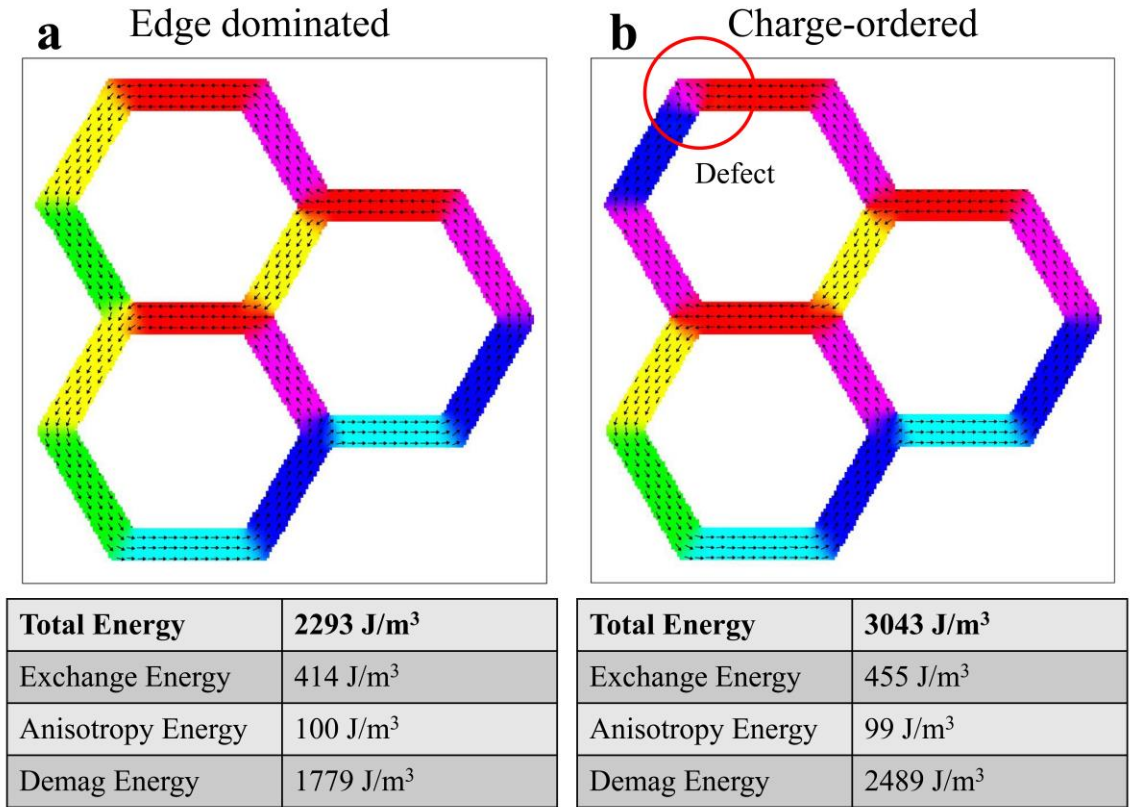 a Edge dominated
b Charge-ordered
Defect
Total Energy 2293 J/m³
Exchange Energy 414 J/m³
Anisotropy Energy 100 J/m³
Demag Energy 1779 J/m³
Total Energy 3043 J/m³
Exchange Energy 455 J/m³
Anisotropy Energy 99 J/m³
Demag Energy 2489 J/m³